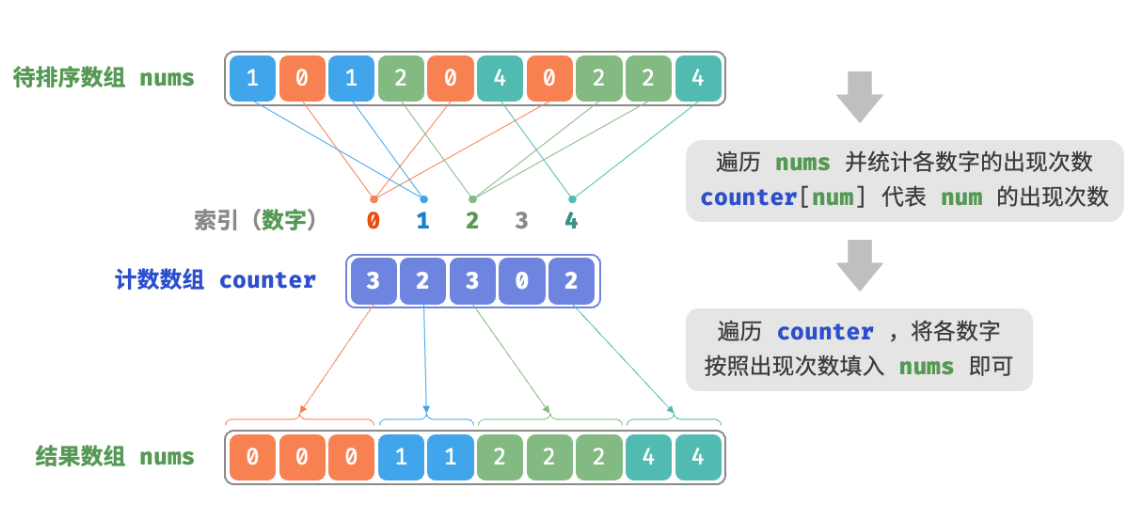 待排序数组 nums
1 0 1 2 0 4 0 2 2 4
遍历 nums 并统计各数字的出现次数
counter[num] 代表 num 的出现次数
索引（数字） 0 1 2 3 4
计数数组 counter 3 2 3 0 2
遍历 counter ，将各数字
按照出现次数填入 nums 即可
结果数组 nums
0 0 0 1 1 2 2 2 4 4